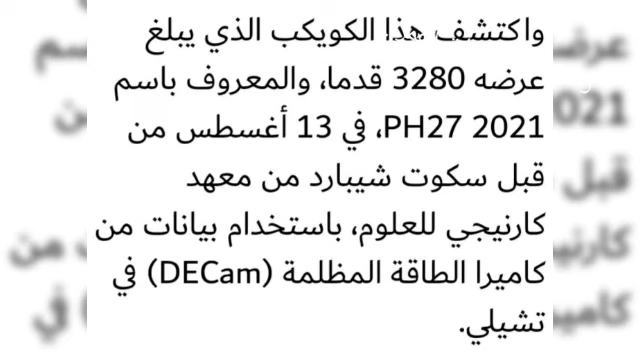 واكتشف هذا الكويكب الذي يبلغ
عرضه 3280 قدما، والمعروف باسم
2021 PH27، في 13 أغسطس من
قبل سكوت شيبارد من معهد
كارنيجي للعلوم، باستخدام بيانات من
كاميرا الطاقة المظلمة (DECam) في
تشيلي.